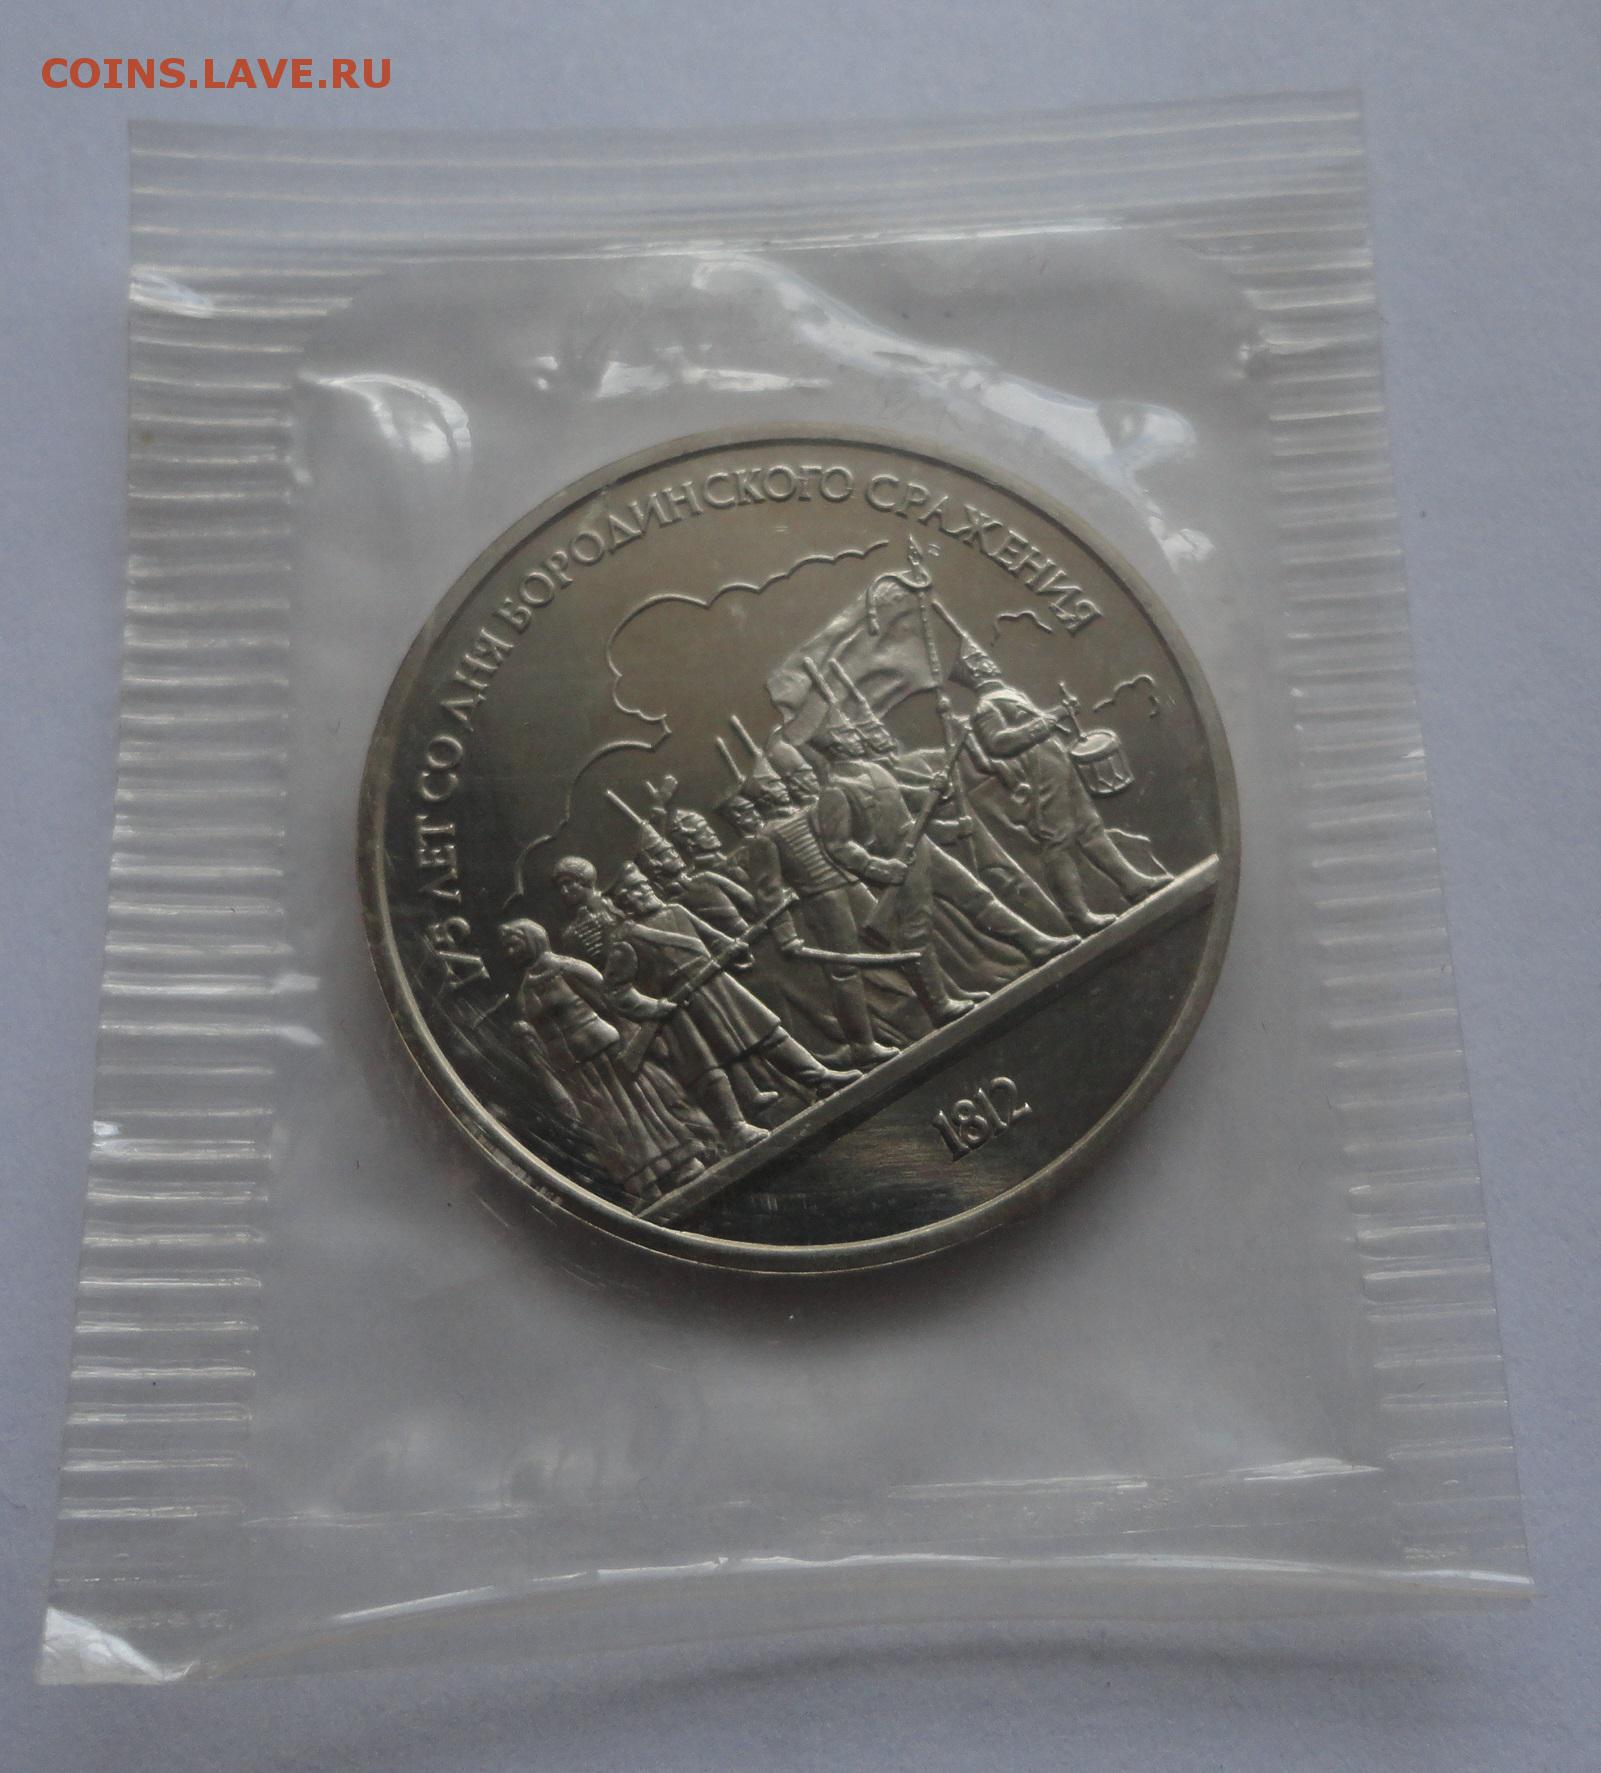 COINS.LAVE.RU
175 ЛЕТ СО ДНЯ БОРОДИНСКОГО СРАЖЕНИЯ
1812